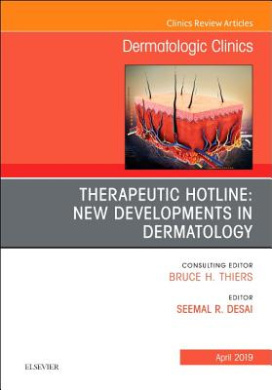 Clinics Review Articles
Dermatologic Clinics
THERAPEUTIC HOTLINE:
NEW DEVELOPMENTS IN
DERMATOLOGY
CONSULTING EDITOR
BRUCE H. THIERS
EDITOR
SEEMAL R. DESAI
ELSEVIER
April 2019